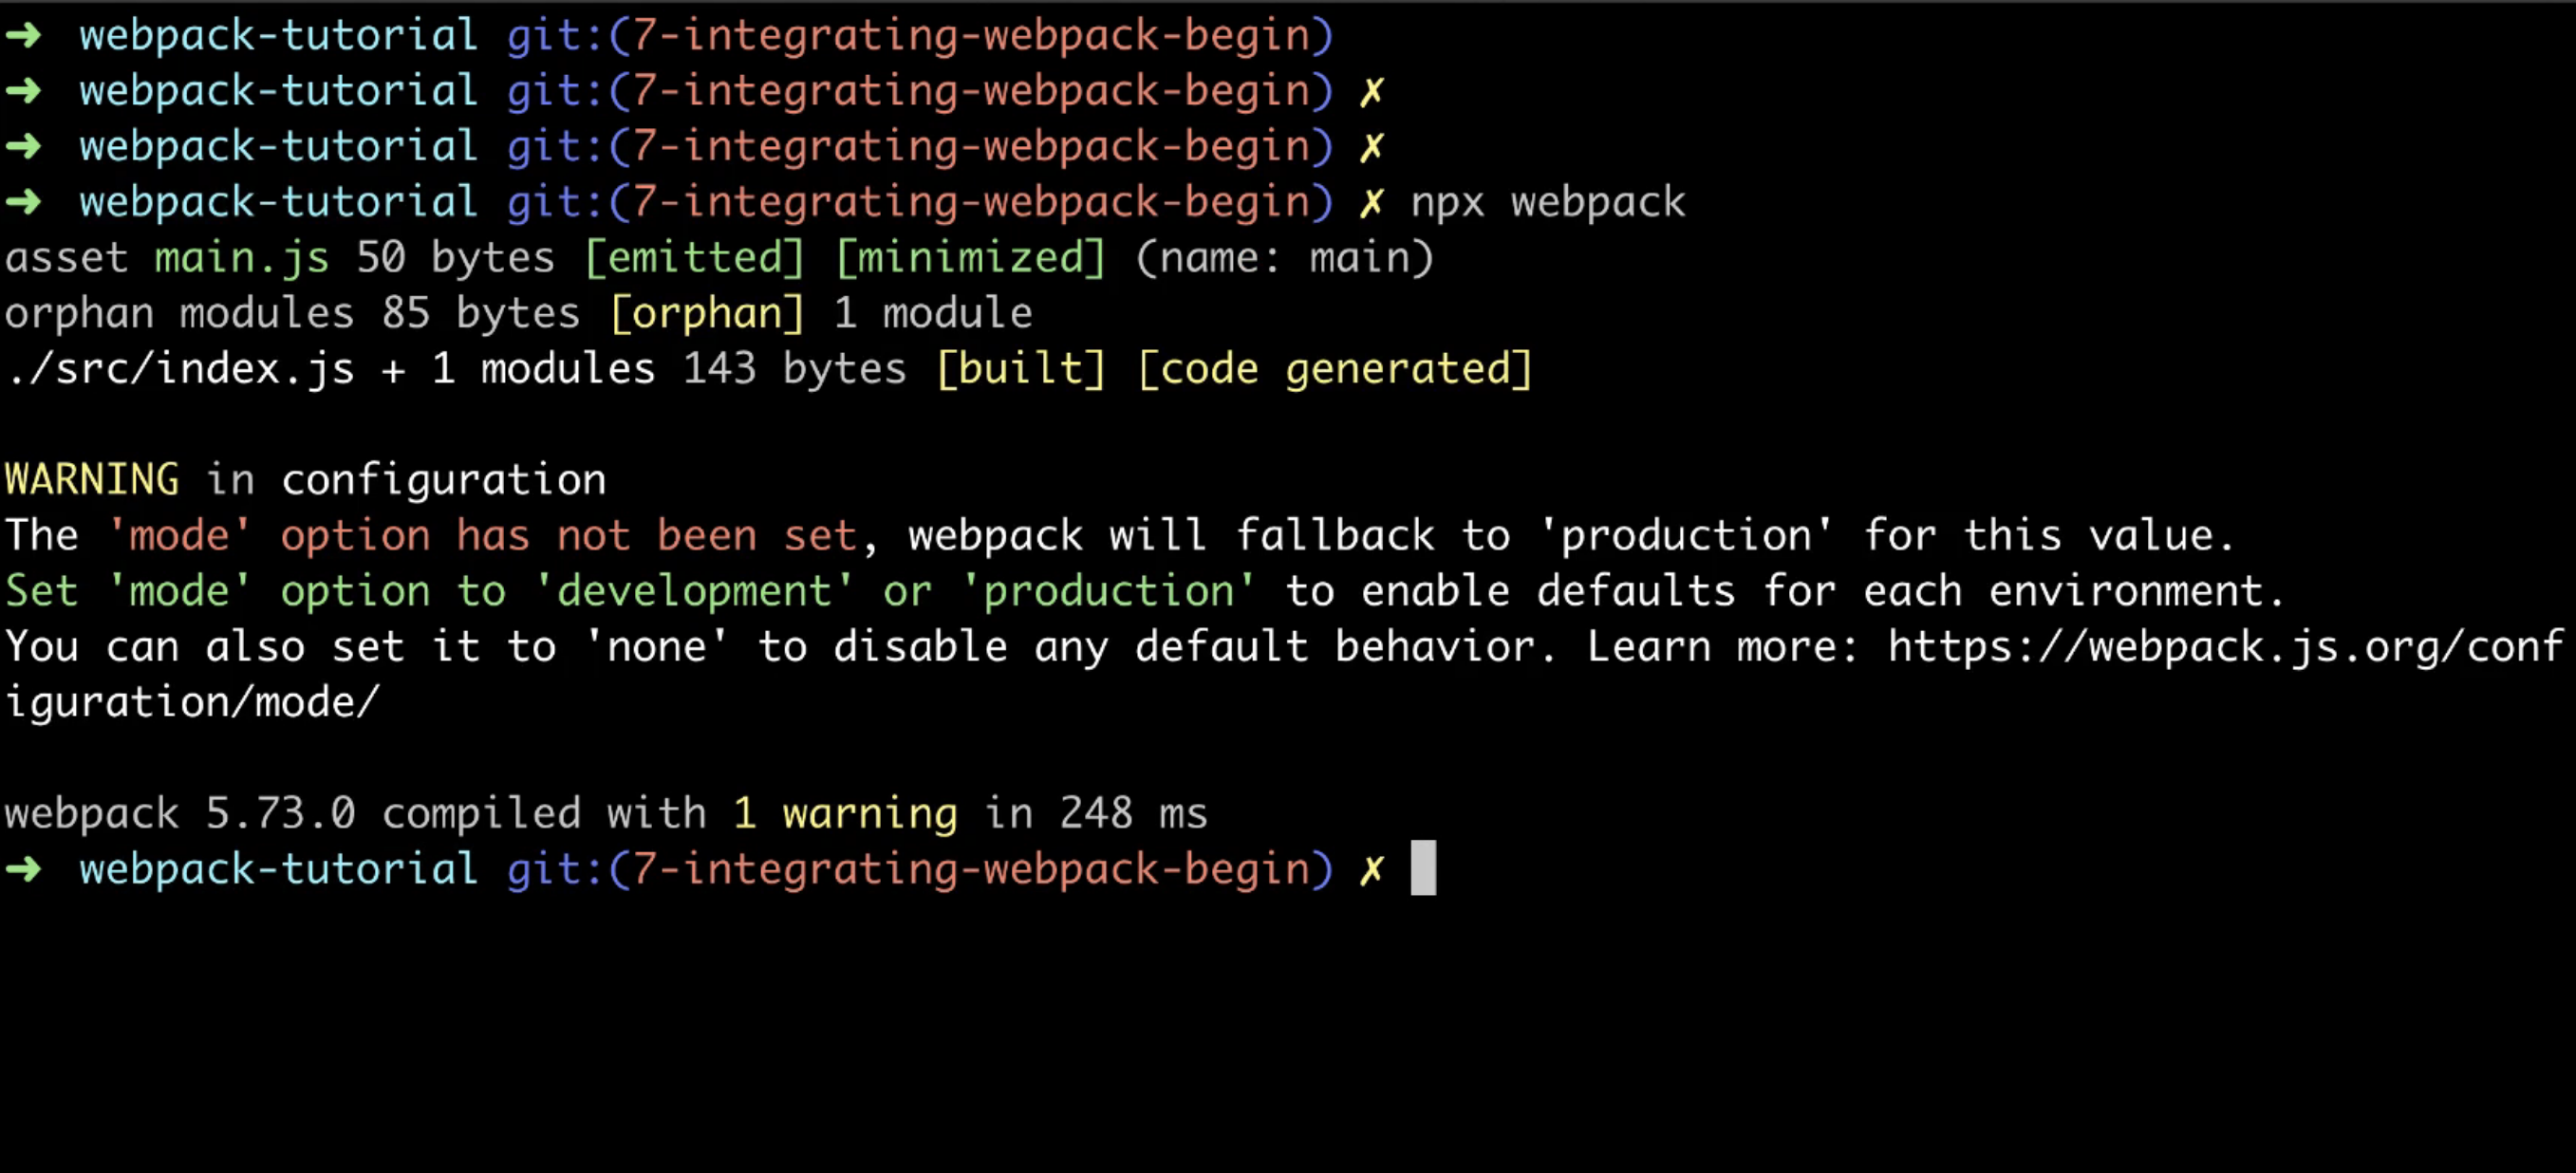 ➜ webpack-tutorial git:(7-integrating-webpack-begin)
➜ webpack-tutorial git:(7-integrating-webpack-begin) ✗
➜ webpack-tutorial git:(7-integrating-webpack-begin) ✗
➜ webpack-tutorial git:(7-integrating-webpack-begin) ✗ npx webpack
asset main.js 50 bytes [emitted] [minimized] (name: main)
orphan modules 85 bytes [orphan] 1 module
./src/index.js + 1 modules 143 bytes [built] [code generated]
WARNING in configuration
The 'mode' option has not been set, webpack will fallback to 'production' for this value.
Set 'mode' option to 'development' or 'production' to enable defaults for each environment.
You can also set it to 'none' to disable any default behavior. Learn more: https://webpack.js.org/conf
iguration/mode/
webpack 5.73.0 compiled with 1 warning in 248 ms
➜ webpack-tutorial git:(7-integrating-webpack-begin) ✗